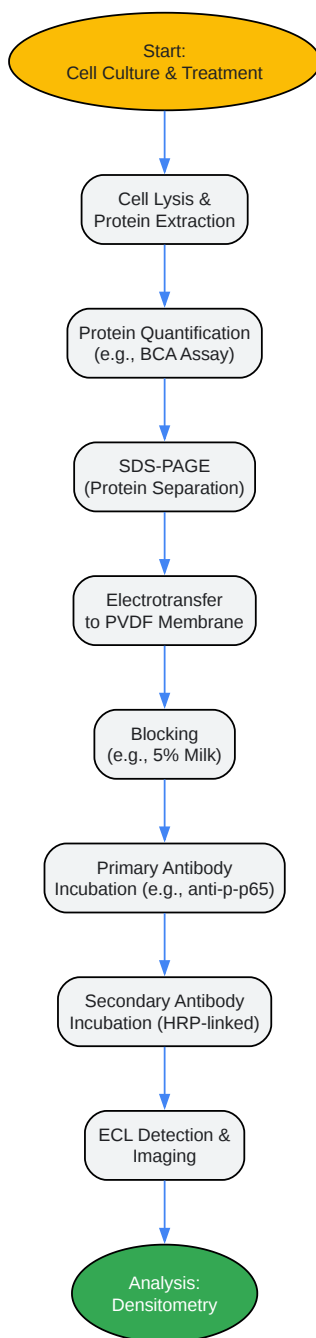 Start:
Cell Culture & Treatment
Cell Lysis &
Protein Extraction
Protein Quantification
(e.g., BCA Assay)
SDS-PAGE
(Protein Separation)
Electrotransfer
to PVDF Membrane
Blocking
(e.g., 5% Milk)
Primary Antibody
Incubation (e.g., anti-p-p65)
Secondary Antibody
Incubation (HRP-linked)
ECL Detection &
Imaging
Analysis:
Densitometry